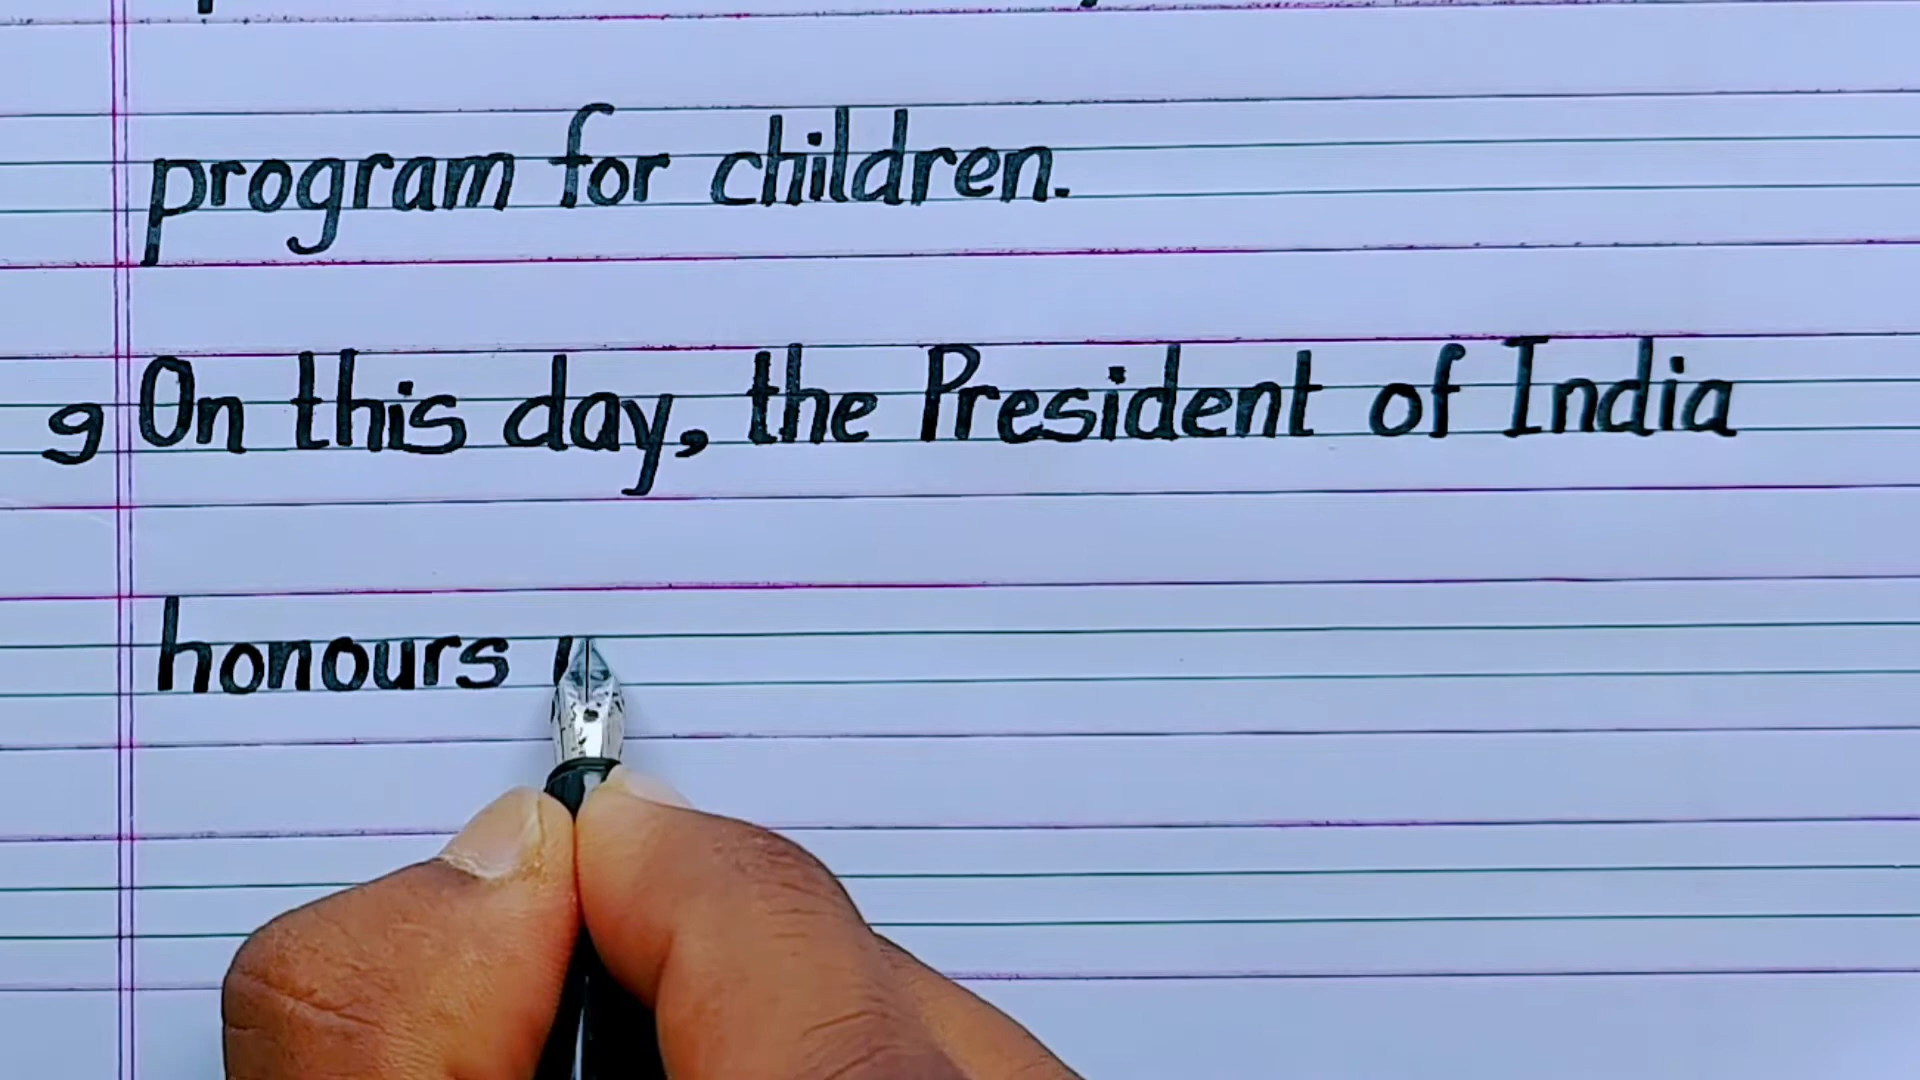 program for children.
9 On this day, the President of India
honours